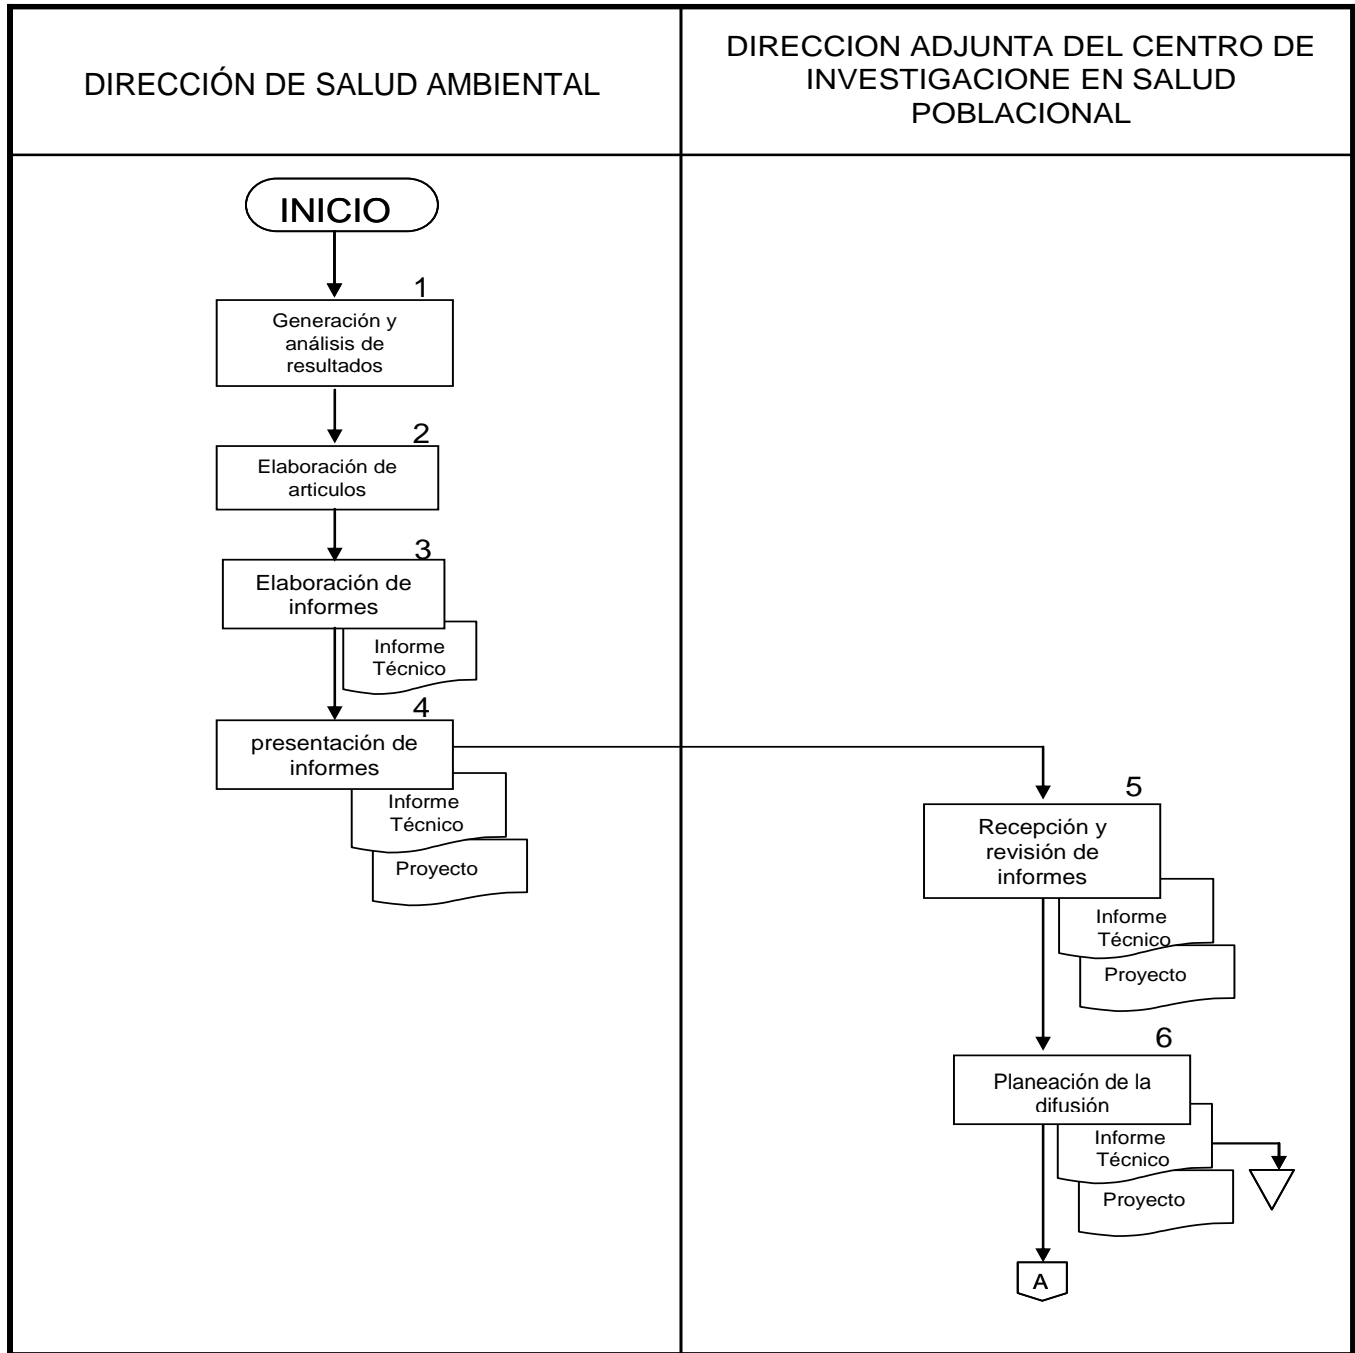 DIRECCIÓN DE SALUD AMBIENTAL
DIRECCION ADJUNTA DEL CENTRO DE
INVESTIGACIONE EN SALUD
POBLACIONAL
INICIO
1
Generación y
análisis de
resultados
2
Elaboración de
articulos
3
Elaboración de
informes
Informe
Técnico
4
presentación de
informes
Informe
Técnico
Proyecto
5
Recepción y
revisión de
informes
Informe
Técnico
Proyecto
6
Planeación de la
difusión
Informe
Técnico
Proyecto
A